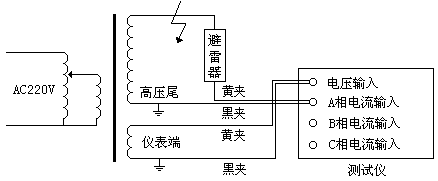 避雷器
AC220V
高压尾
黄夹
黑夹
仪表端
黄夹
黑夹
电压输入
A相电流输入
B相电流输入
C相电流输入
测试仪